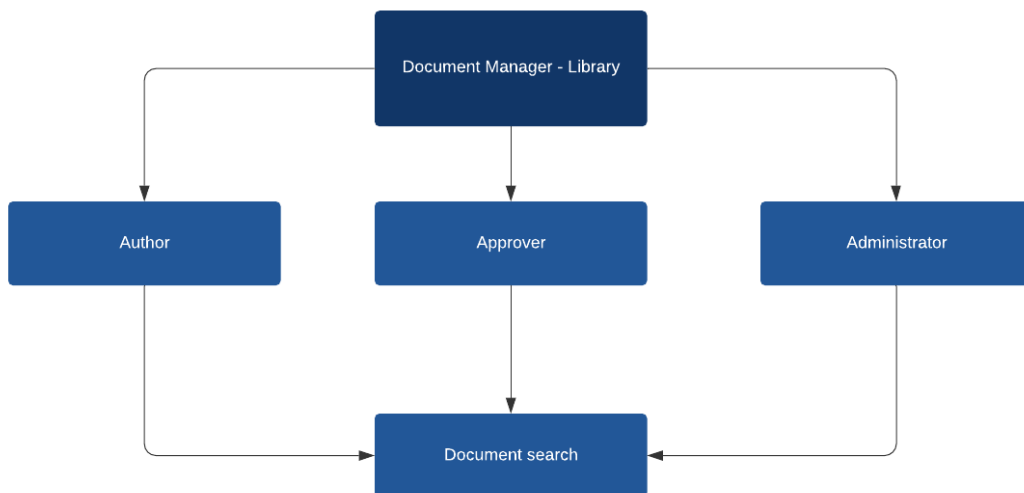 Document Manager - Library
Author
Approver
Administrator
Document search